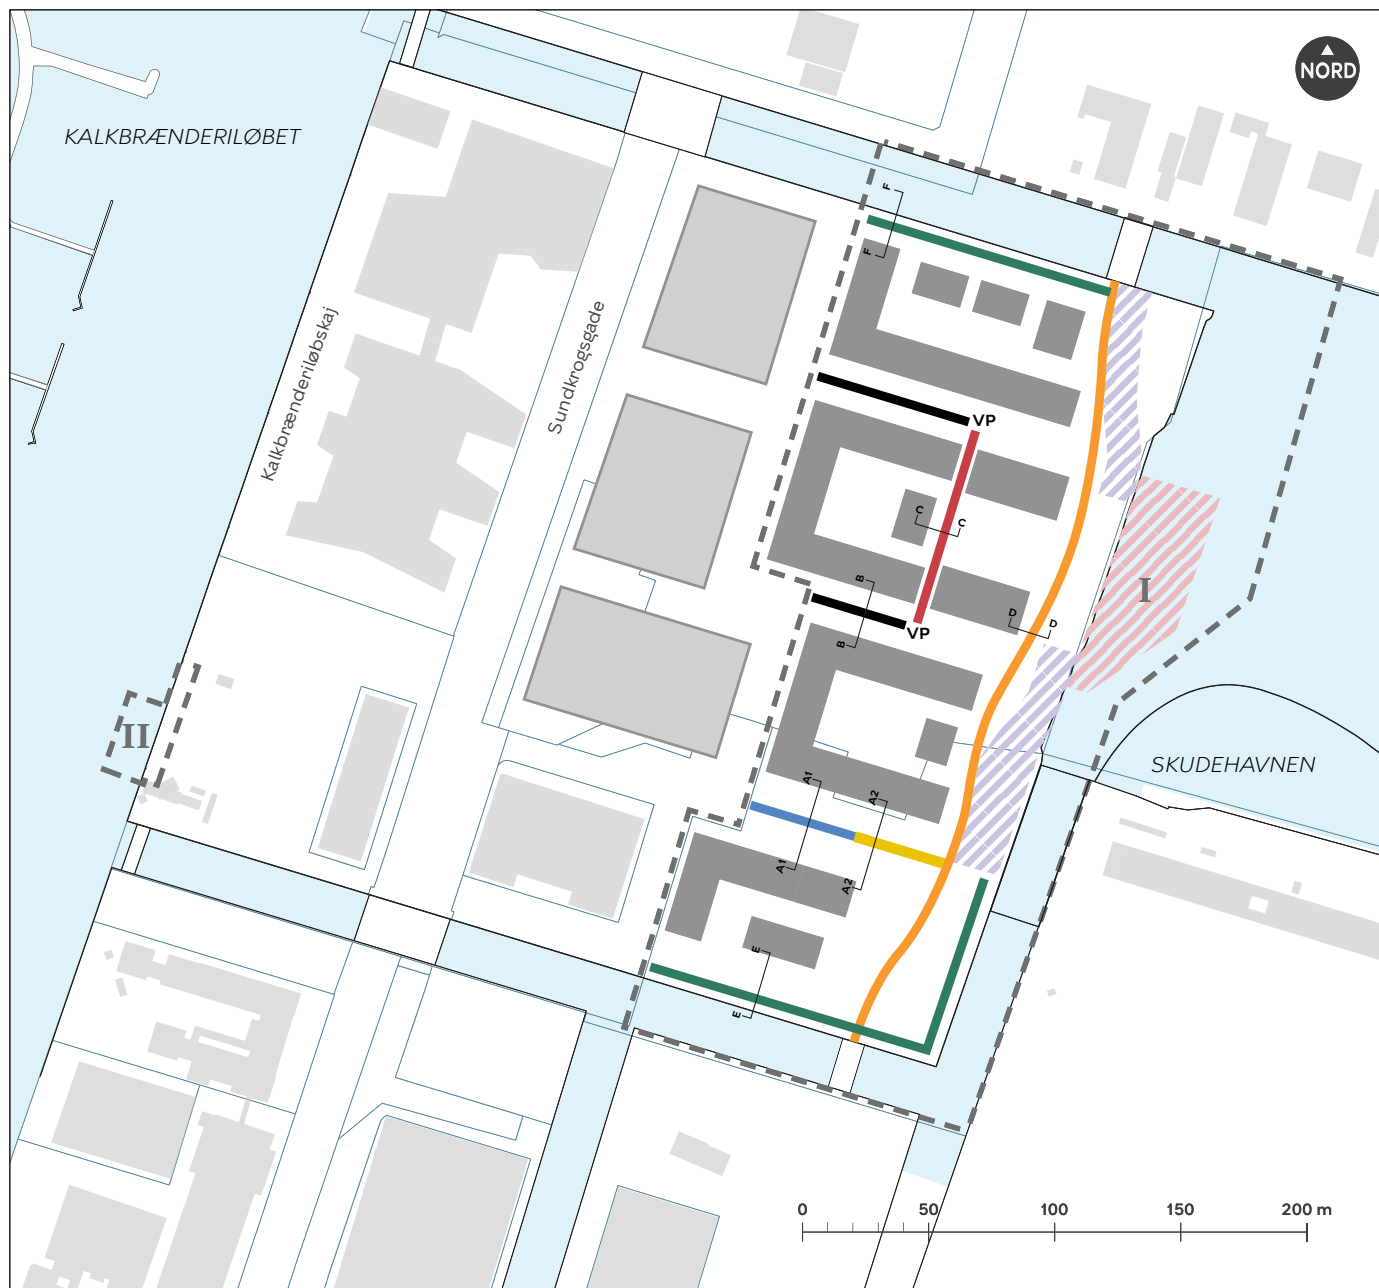 NORD
KALKBRÆNDERILØBET
F
F
Kalkbrænderiløbskaj
Sundkrogsgade
VP
C
C
B
I
D
D
VP
B
II
SKUDEHAVNEN
A1
A2
A1
A2
E
E
0 50 100 150 200 m